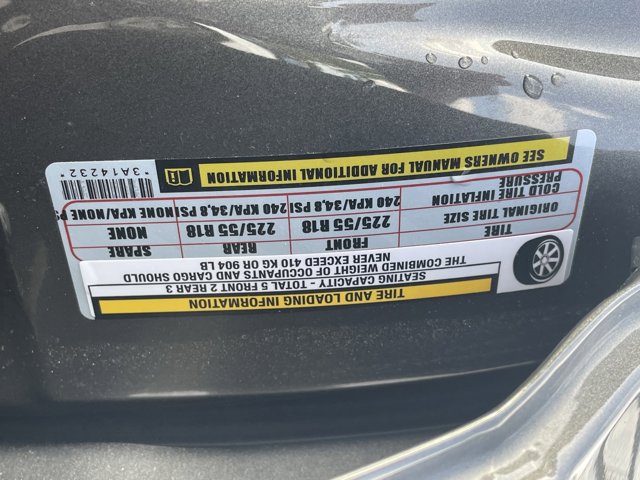 TIRE AND LOADING INFORMATION
SEATING CAPACITY - TOTAL 5 FRONT 2 REAR 3
THE COMBINED WEIGHT OF OCCUPANTS AND CARGO SHOULD
NEVER EXCEED 410 KG OR 904 LB
TIRE FRONT REAR SPARE
ORIGINAL TIRE SIZE 225/55 R18 225/55 R18 NONE
COLD TIRE INFLATION
PRESSURE 240 KPA/34,8 PSI 240 KPA/34,8 PSI NONE KPA/NONE PS
SEE OWNERS MANUAL FOR ADDITIONAL INFORMATION
*3A14232*